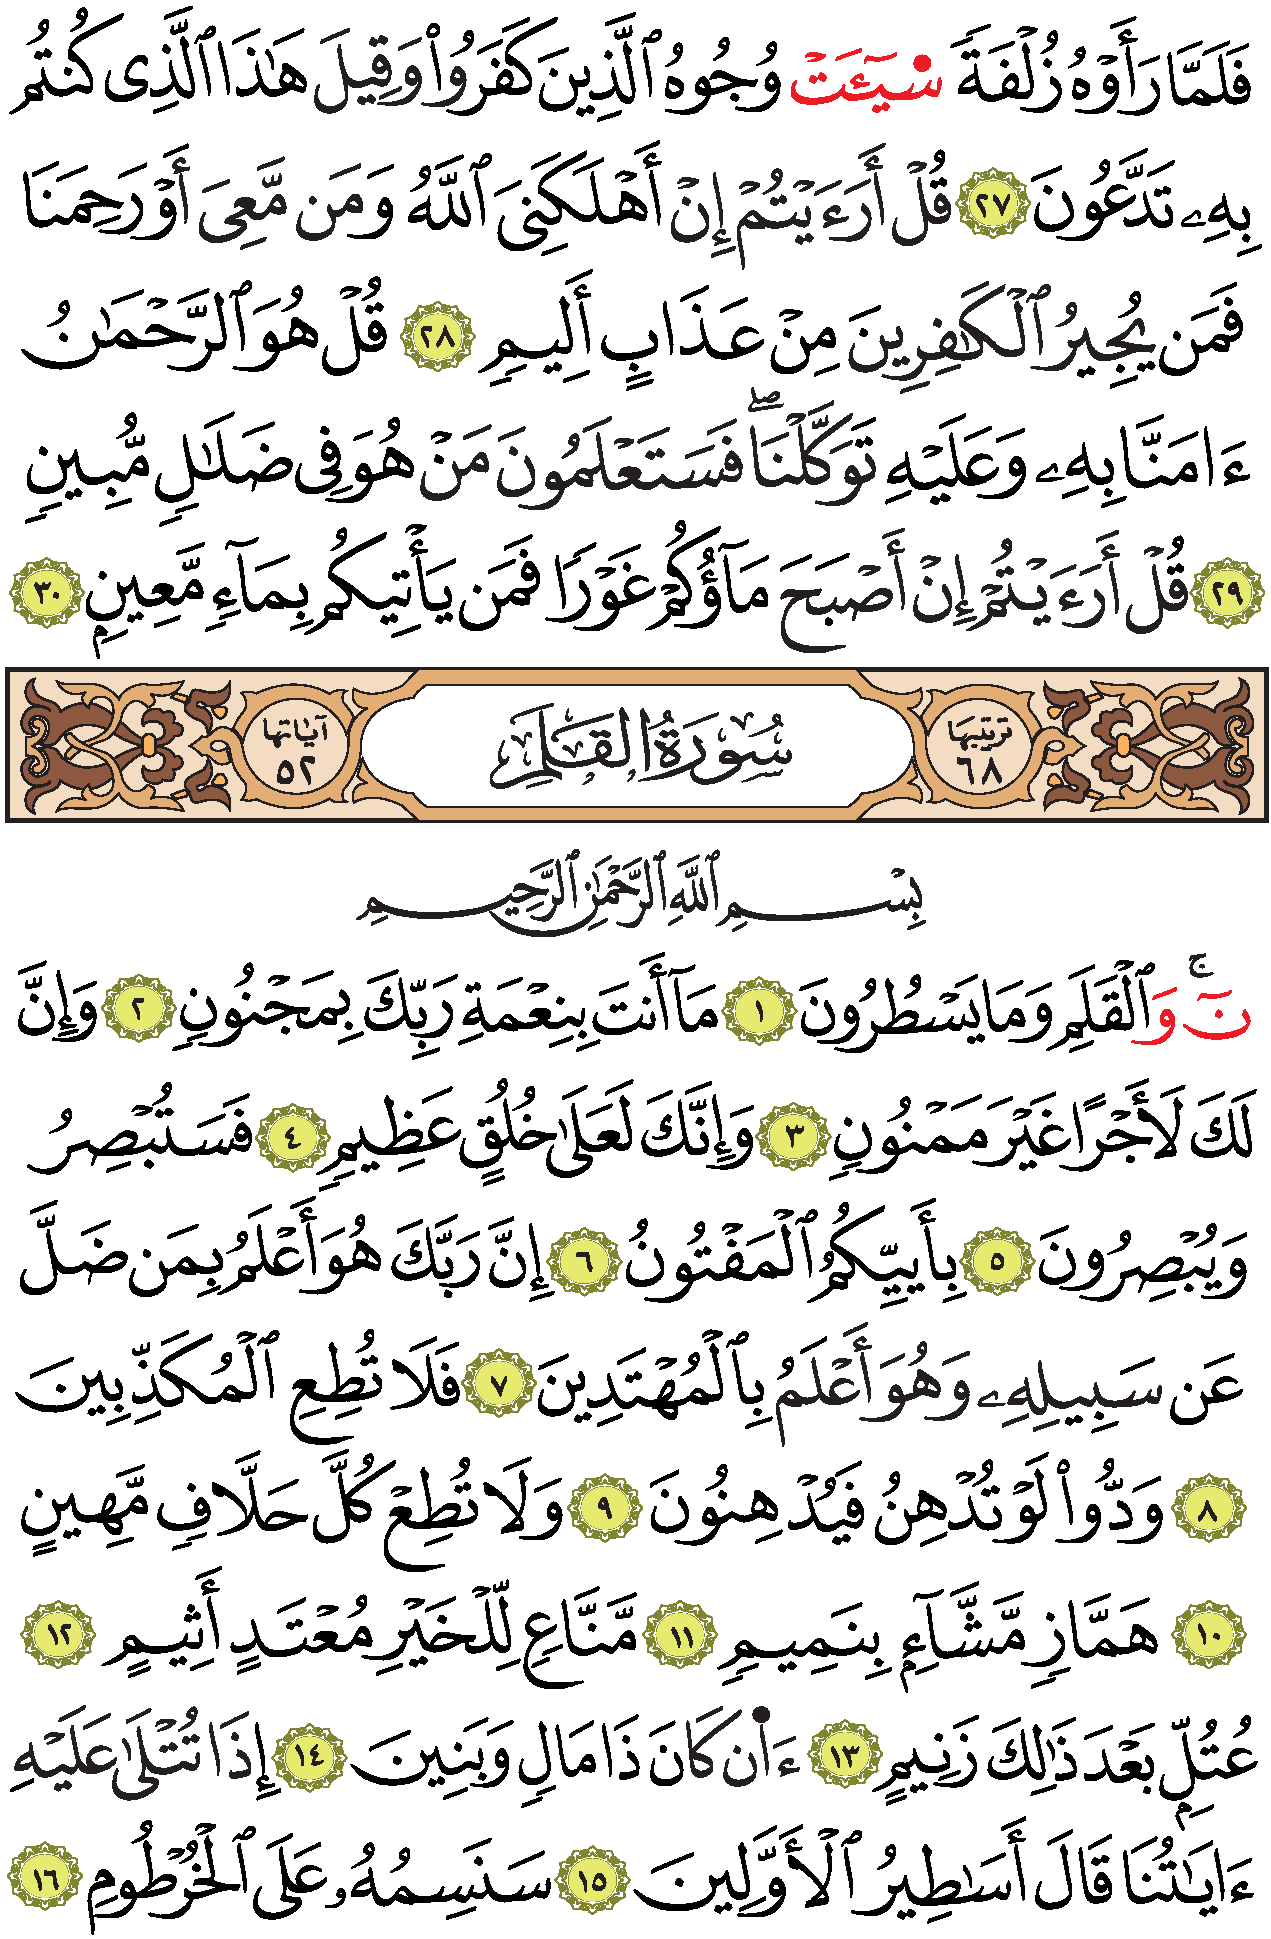 فَلَمَّا رَأَوْهُ زُلْفَةً سِيٓـَٔتْ وُجُوهُ ٱلَّذِينَ كَفَرُوا۟ وَقِيلَ هَٰذَا ٱلَّذِى كُنتُم
بِهِۦ تَدَّعُونَ ٢٧ قُلْ أَرَءَيْتُمْ إِنْ أَهْلَكَنِىَ ٱللَّهُ وَمَن مَّعِىَ أَوْ رَحِمَنَا
فَمَن يُجِيرُ ٱلْكَٰفِرِينَ مِنْ عَذَابٍ أَلِيمٍ ٢٨ قُلْ هُوَ ٱلرَّحْمَٰنُ
ءَامَنَّا بِهِۦ وَعَلَيْهِ تَوَكَّلْنَا ۖ فَسَتَعْلَمُونَ مَنْ هُوَ فِى ضَلَٰلٍ مُّبِينٍ
٢٩ قُلْ أَرَءَيْتُمْ إِنْ أَصْبَحَ مَآؤُكُمْ غَوْرًا فَمَن يَأْتِيكُم بِمَآءٍ مَّعِينٍۭ ٣٠
ترتيبها ٦٨ سُورَةُ القَلَمِ آياتها ٥٢
بِسْمِ ٱللَّهِ ٱلرَّحْمَٰنِ ٱلرَّحِيمِ
نٓ ۚ وَٱلْقَلَمِ وَمَا يَسْطُرُونَ ١ مَآ أَنتَ بِنِعْمَةِ رَبِّكَ بِمَجْنُونٍ ٢ وَإِنَّ
لَكَ لَأَجْرًا غَيْرَ مَمْنُونٍ ٣ وَإِنَّكَ لَعَلَىٰ خُلُقٍ عَظِيمٍ ٤ فَسَتُبْصِرُ
وَيُبْصِرُونَ ٥ بِأَييِّكُمُ ٱلْمَفْتُونُ ٦ إِنَّ رَبَّكَ هُوَ أَعْلَمُ بِمَن ضَلَّ
عَن سَبِيلِهِۦ وَهُوَ أَعْلَمُ بِٱلْمُهْتَدِينَ ٧ فَلَا تُطِعِ ٱلْمُكَذِّبِينَ
٨ وَدُّوا۟ لَوْ تُدْهِنُ فَيُدْهِنُونَ ٩ وَلَا تُطِعْ كُلَّ حَلَّافٍ مَّهِينٍ
١٠ هَمَّازٍ مَّشَّآءٍۭ بِنَمِيمٍ ١١ مَّنَّاعٍ لِّلْخَيْرِ مُعْتَدٍ أَثِيمٍ ١٢
عُتُلٍّۭ بَعْدَ ذَٰلِكَ زَنِيمٍ ١٣ ءَا۬ن كَانَ ذَا مَالٍ وَبَنِينَ ١٤ إِذَا تُتْلَىٰ عَلَيْهِ
ءَايَٰتُنَا قَالَ أَسَٰطِيرُ ٱلْأَوَّلِينَ ١٥ سَنَسِمُهُۥ عَلَى ٱلْخُرْطُومِ ١٦